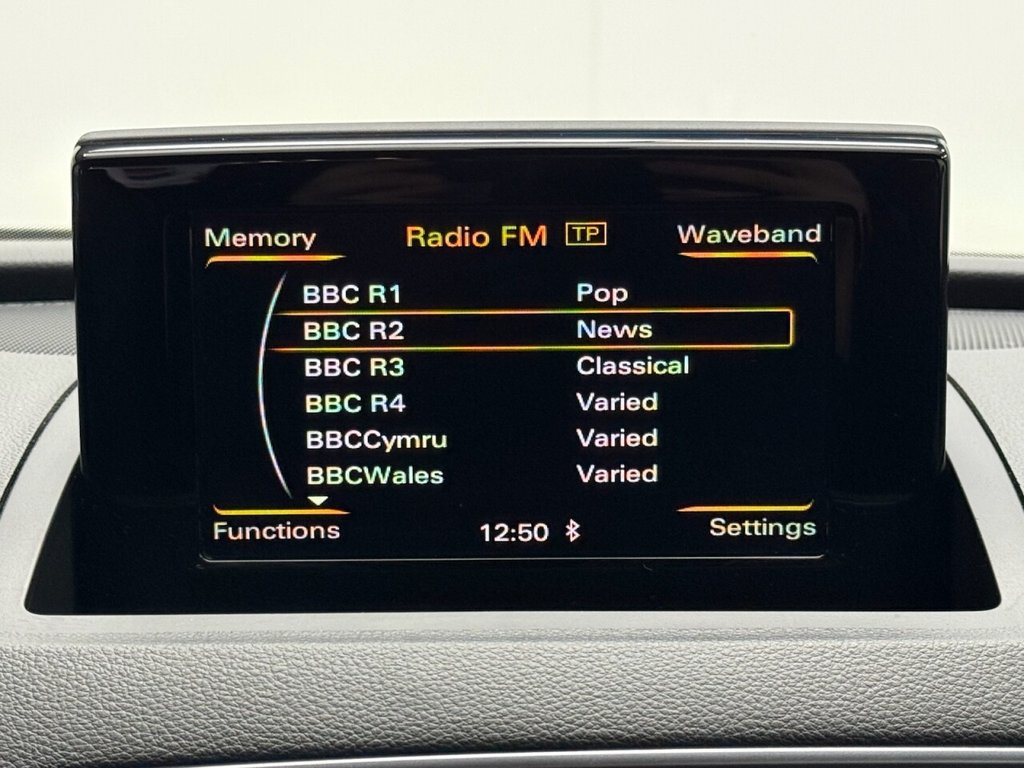 Memory Radio FM TP Waveband
BBC R1 Pop
BBC R2 News
BBC R3 Classical
BBC R4 Varied
BBCCymru Varied
BBCWales Varied
Functions 12:50 Settings